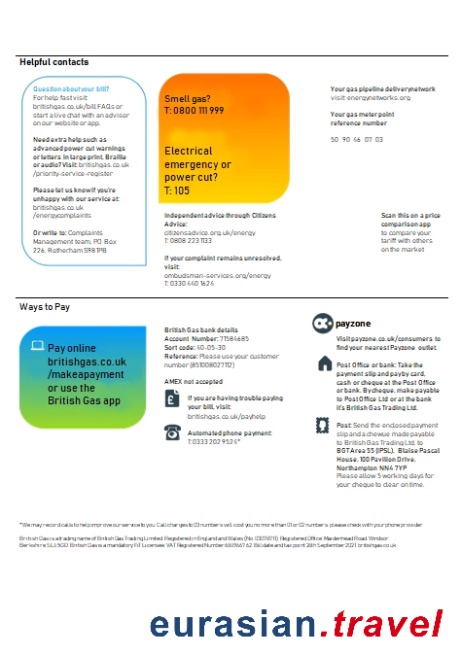 Helpful contacts
Question about your bill?
For help fast visit
britishgas.co.uk/bill FAQs or
start a live chat with an advisor
on our website or app.
Need extra help such as
advanced power cut warnings
or letters in large print, Braille
or audio? Visit: britishgas.co.uk
/priority-service-register
Please let us know if you're
unhappy with our service at:
britishgas.co.uk
/energycomplaints
Or write to: Complaints
Management team, PO Box
226, Rotherham S98 1PB
Smell gas?
T: 0800 111 999
Electrical
emergency or
power cut?
T: 105
Independent advice through Citizens
Advice:
citizensadvice.org.uk/energy
T: 0808 223 1133
If your complaint remains unresolved,
visit:
ombudsman-services.org/energy
T: 0330 440 1624
Your gas pipeline delivery network
visit energynetworks.org
Your gas meter point
reference number
50 90 46 07 03
Scan this on a price
comparison app
to compare your
tariff with others
on the market
Ways to Pay
Pay online
britishgas.co.uk
/makeapayment
or use the
British Gas app
British Gas bank details
Account Number: 71584685
Sort code: 40-05-30
Reference: Please use your customer
number (851008027112)
AMEX not accepted
If you are having trouble paying
your bill, visit:
britishgas.co.uk/payhelp
Automated phone payment:
T:0333 202 9524*
payzone
Visit payzone.co.uk/consumers to
find your nearest Payzone outlet.
Post Office or bank: Take the
payment slip and payby card,
cash or cheque at the Post Office
or bank. By cheque, make payable
to Post Office Ltd or at the bank
it's British Gas Trading Ltd.
Post: Send the enclosed payment
slip and a cheque made payable
to British Gas Trading Ltd, to
BGT Area 55 (IPSL), Blaise Pascal
House, 100 Pavilion Drive,
Northampton NN4 7YP
Please allow 5 working days for
your cheque to clear on time.
*We may record calls to help improve our service to you. Call charges to 03 numbers will cost you no more than 01 or 02 numbers, please check with your phone provider
British Gas is a trading name of British Gas Trading Limited. Registered in England and Wales (No. 03078711). Registered Office: Maidenhead Road, Windsor
Berkshire SL4 5GD. British Gas is a mandatory FIT Licensee. VAT Registered Number 684 9667 62. Bill date and tax point 28th September 2021. britishgas.co.uk
eurasian.travel